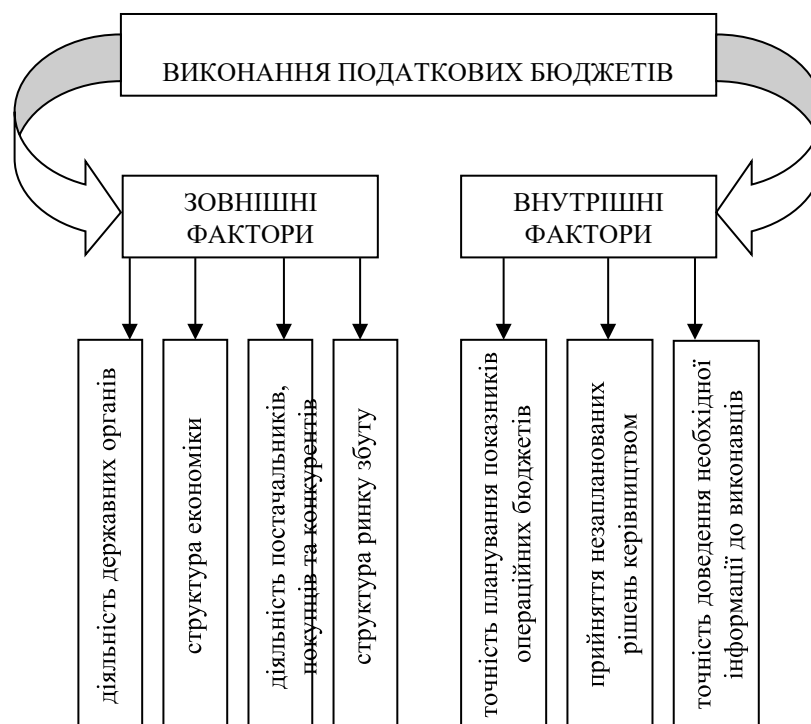 ВИКОНАННЯ ПОДАТКОВИХ БЮДЖЕТІВ
ЗОВНІШНІ
ФАКТОРИ
ВНУТРІШНІ
ФАКТОРИ
діяльність державних органів
структура економіки
діяльність постачальників,
покупців та конкурентів
структура ринку збуту
точність планування показників
операційних бюджетів
прийняття незапланованих
рішень керівництвом
точність доведення необхідної
інформації до виконавців